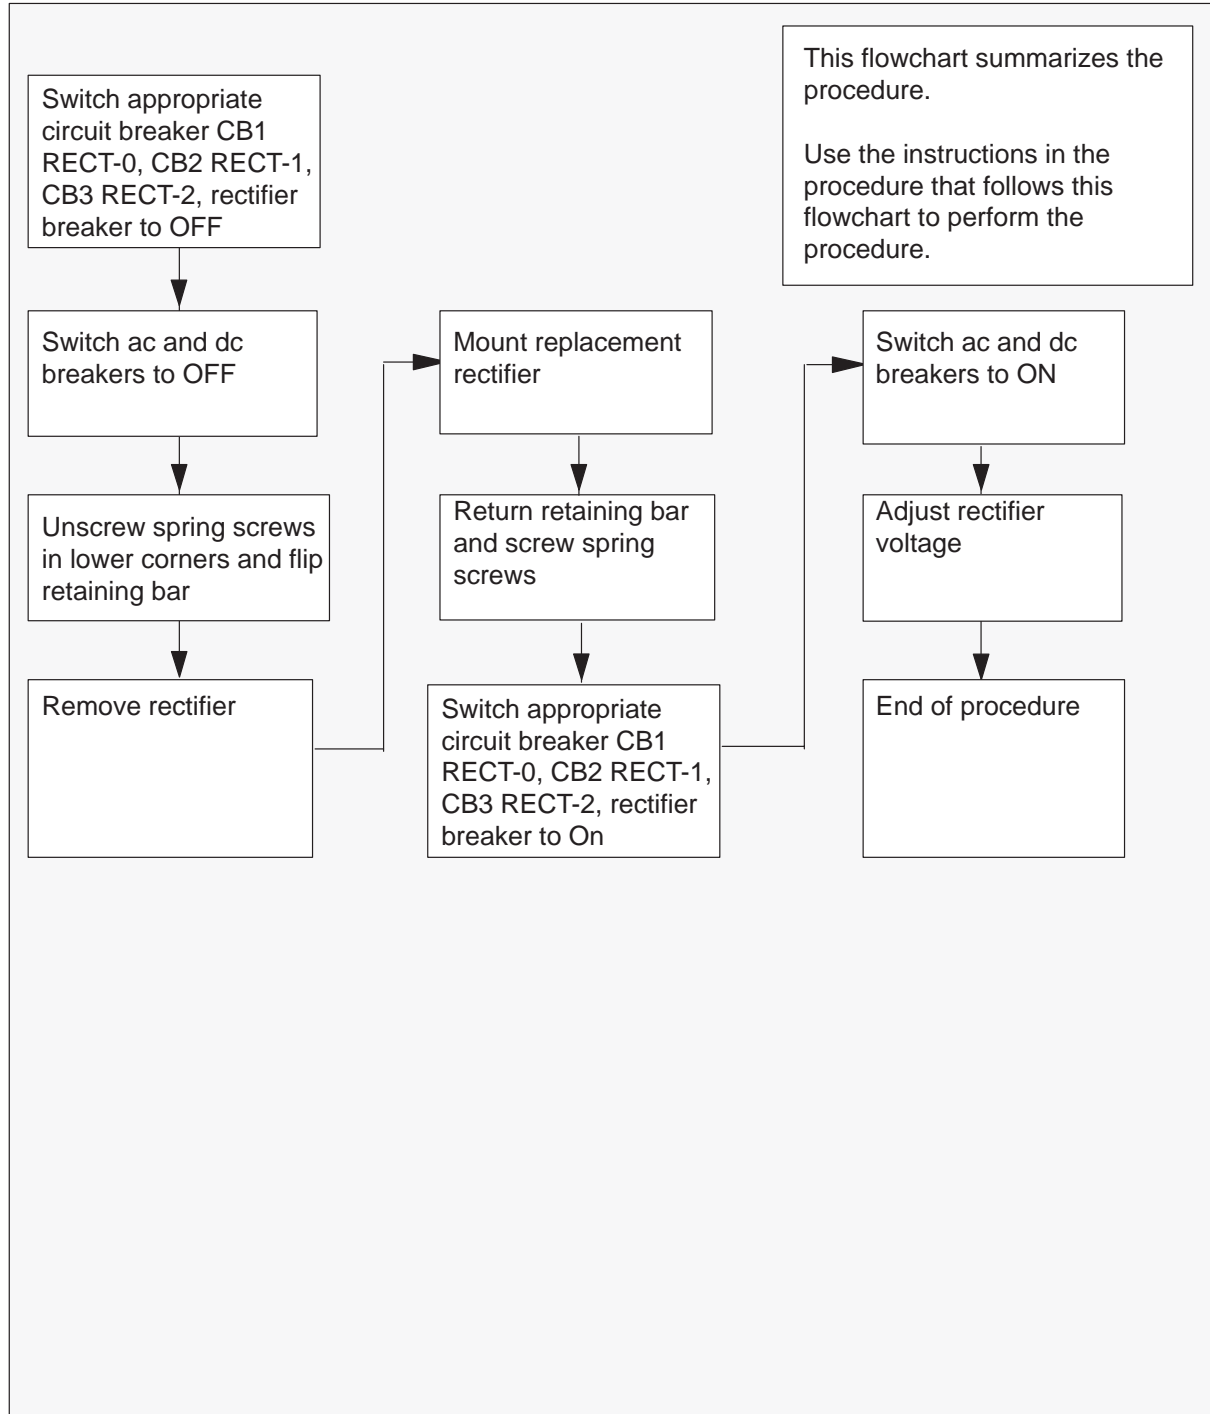 Switch appropriate
circuit breaker CB1
RECT-0, CB2 RECT-1,
CB3 RECT-2, rectifier
breaker to OFF
Switch ac and dc
breakers to OFF
Unscrew spring screws
in lower corners and flip
retaining bar
Remove rectifier
Mount replacement
rectifier
Return retaining bar
and screw spring
screws
Switch appropriate
circuit breaker CB1
RECT-0, CB2 RECT-1,
CB3 RECT-2, rectifier
breaker to On
This flowchart summarizes the
procedure.
Use the instructions in the
procedure that follows this
flowchart to perform the
procedure.
Switch ac and dc
breakers to ON
Adjust rectifier
voltage
End of procedure